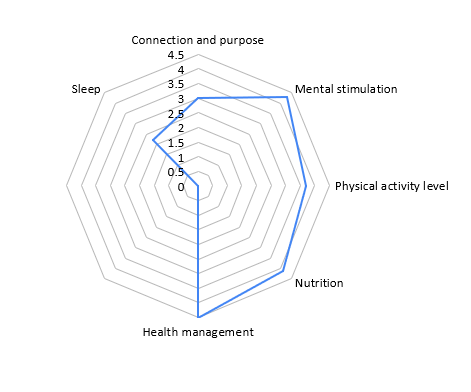 Connection and purpose
4.5
4
3.5
3
2.5
2
1.5
1
0.5
0
Sleep
Mental stimulation
Physical activity level
Nutrition
Health management